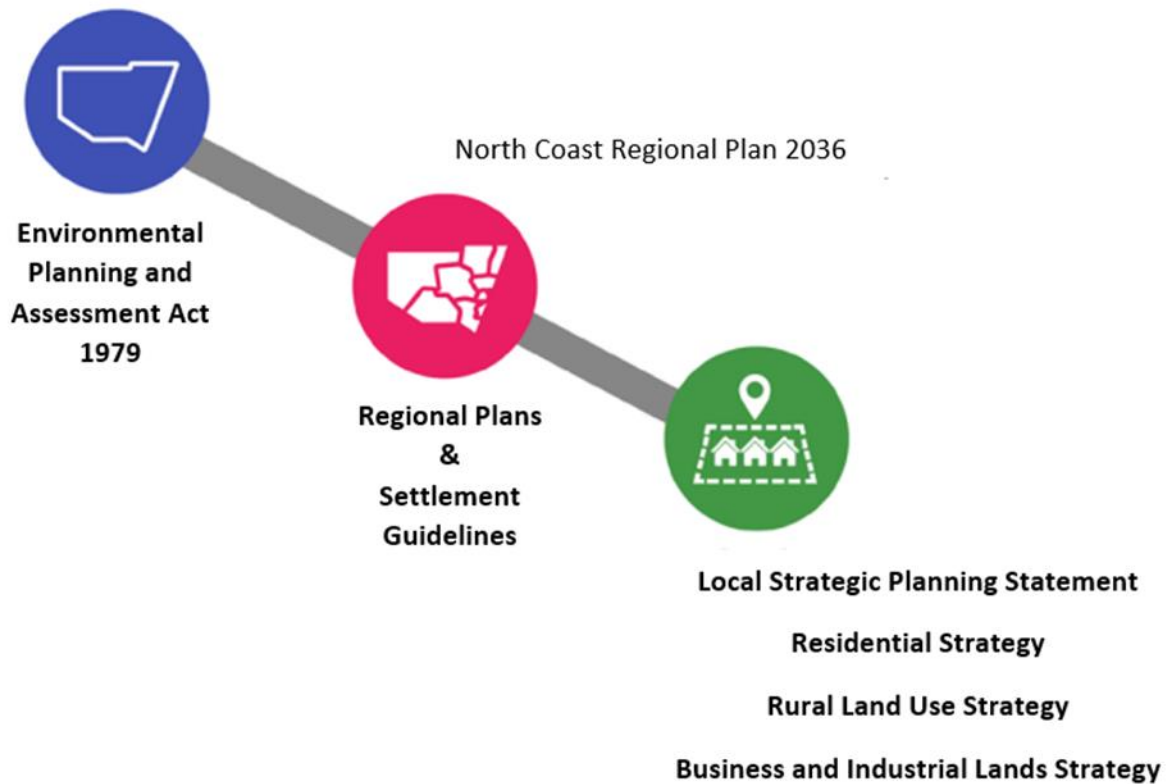 North Coast Regional Plan 2036
Environmental
Planning and
Assessment Act
1979
Regional Plans
&
Settlement
Guidelines
Local Strategic Planning Statement
Residential Strategy
Rural Land Use Strategy
Business and Industrial Lands Strategy